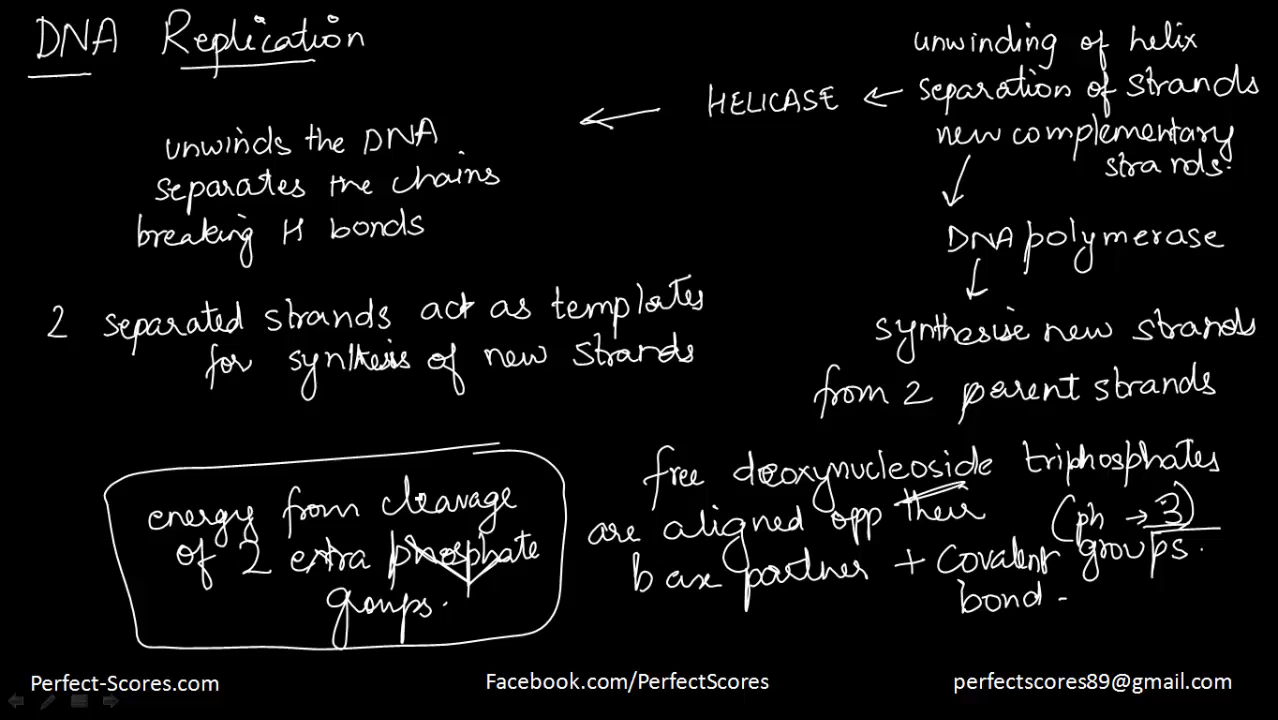 DNA Replication
unwinding of helix
HELICASE ← separation of strands
new complementary
strands.
←
unwinds the DNA
separates the chains
breaking H bonds
DNA polymerase
2 separated strands act as templates
for synthesis of new strands
synthesise new strands
from 2 parent strands
free deoxynucleoside triphosphates
are aligned opp their (ph → 3)
base partner + covalent groups.
bond -
energy from cleavage
of 2 extra phosphate
groups.
Perfect-Scores.com
Facebook.com/PerfectScores
perfectscores89@gmail.com